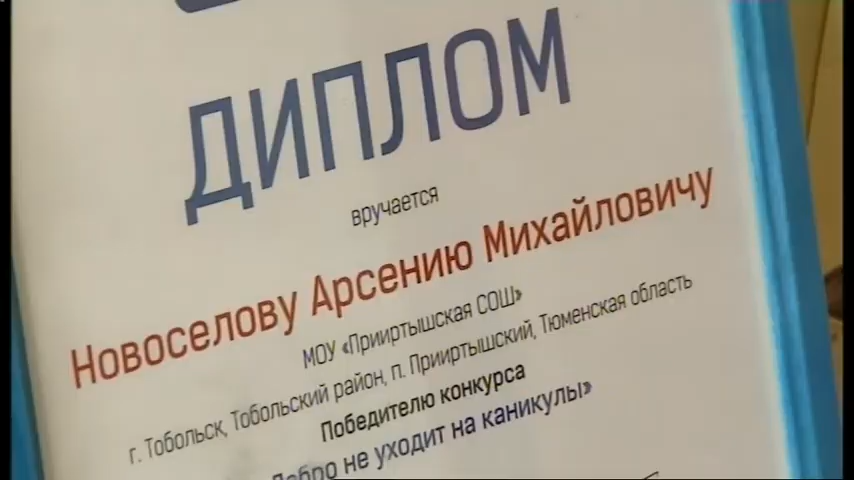 ДИПЛОМ
вручается
Новоселову Арсению Михайловичу
МОУ «Прииртышская СОШ»
г. Тобольск, Тобольский район, п. Прииртышский, Тюменская область
Победителю конкурса
Добро не уходит на каникулы»